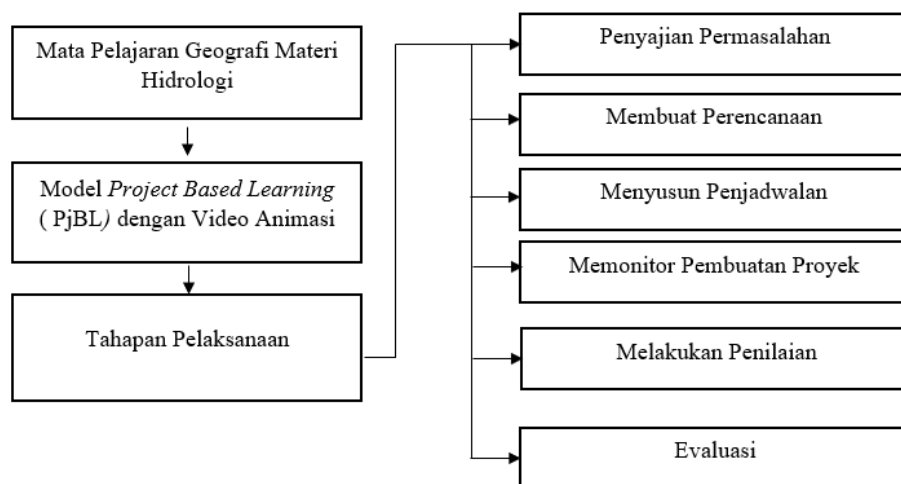 Mata Pelajaran Geografi Materi
Hidrologi
Model Project Based Learning
( PjBL) dengan Video Animasi
Tahapan Pelaksanaan
Penyajian Permasalahan
Membuat Perencanaan
Menyusun Penjadwalan
Memonitor Pembuatan Proyek
Melakukan Penilaian
Evaluasi